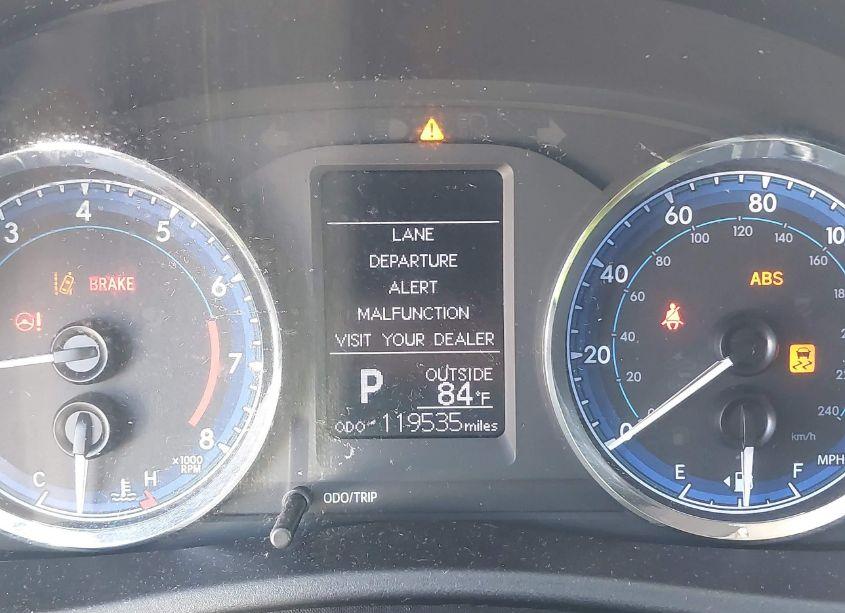 3 4 5 6 7 8
BRAKE
x1000
RPM
C H
LANE
DEPARTURE
ALERT
MALFUNCTION
VISIT YOUR DEALER
P OUTSIDE
84°F
ODO 119535 miles
ODO/TRIP
0 20 40 60 80
0 20 40 60 80 100 120 140 160
220
240
ABS
km/h
MPH
E F